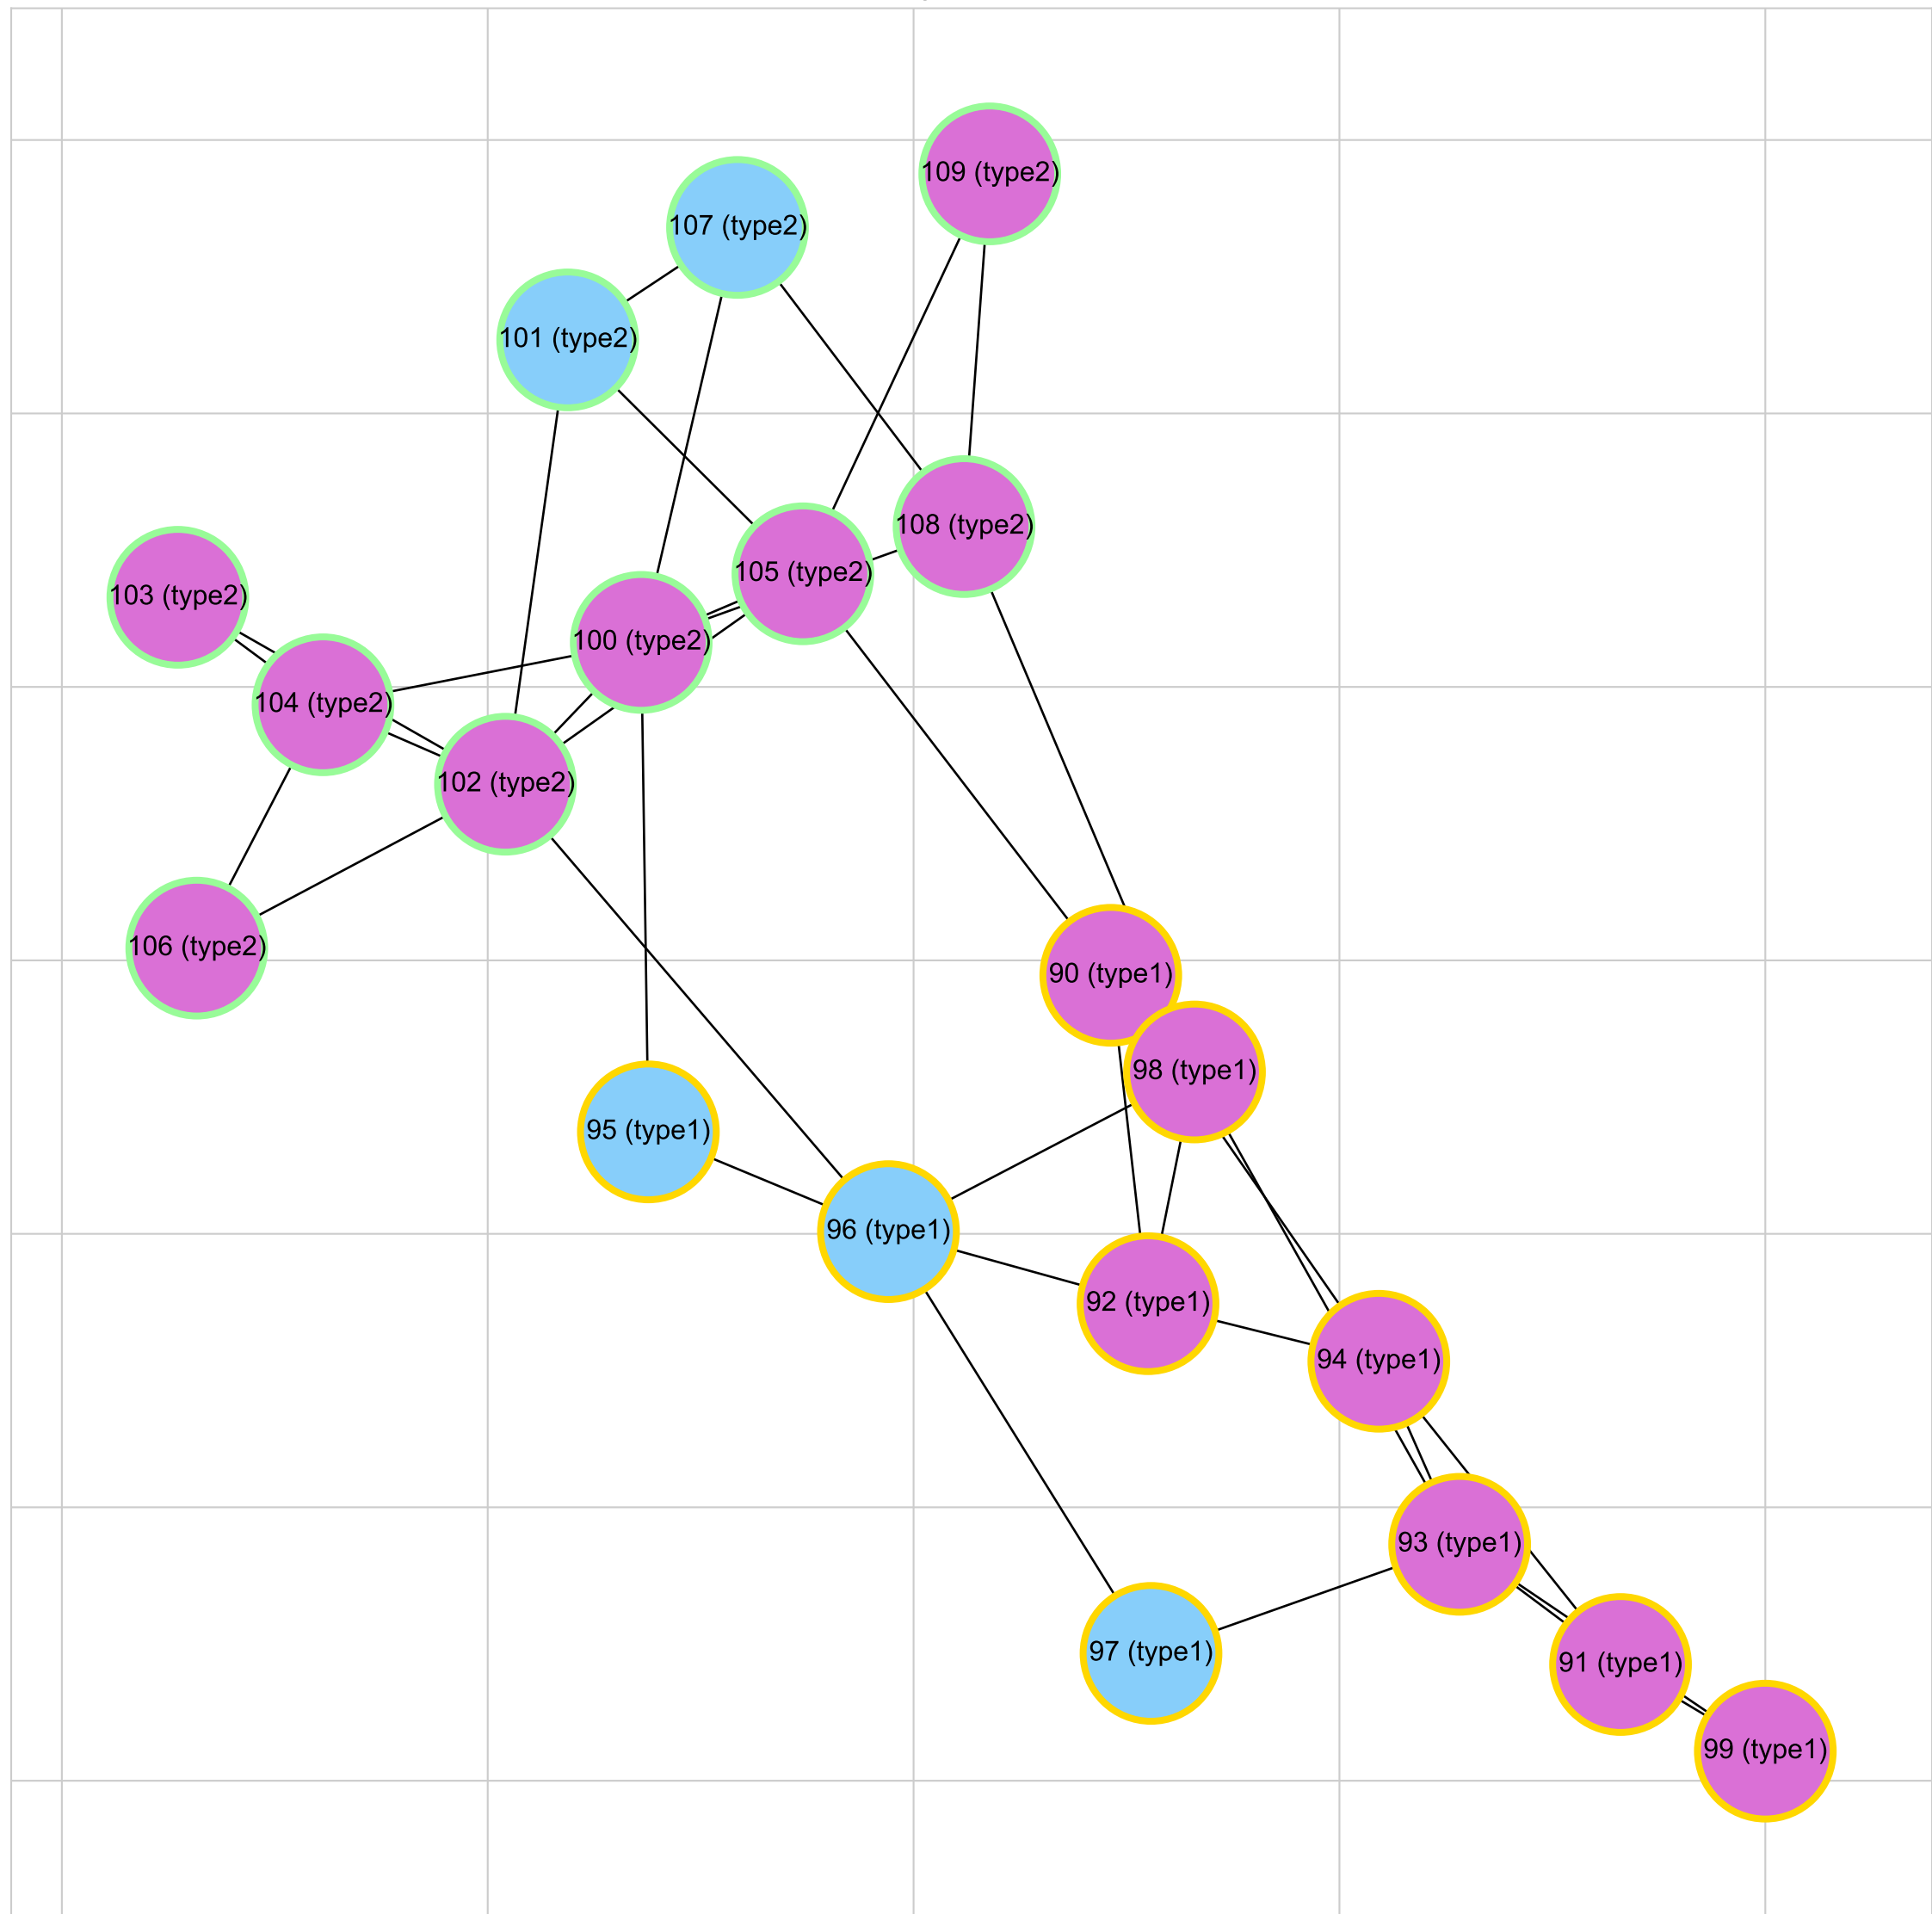 109 (type2)
107 (type2)
101 (type2)
108 (type2)
105 (type2)
103 (type2)
100 (type2)
104 (type2)
102 (type2)
106 (type2)
90 (type1)
98 (type1)
95 (type1)
96 (type1)
92 (type1)
94 (type1)
93 (type1)
97 (type1)
91 (type1)
99 (type1)